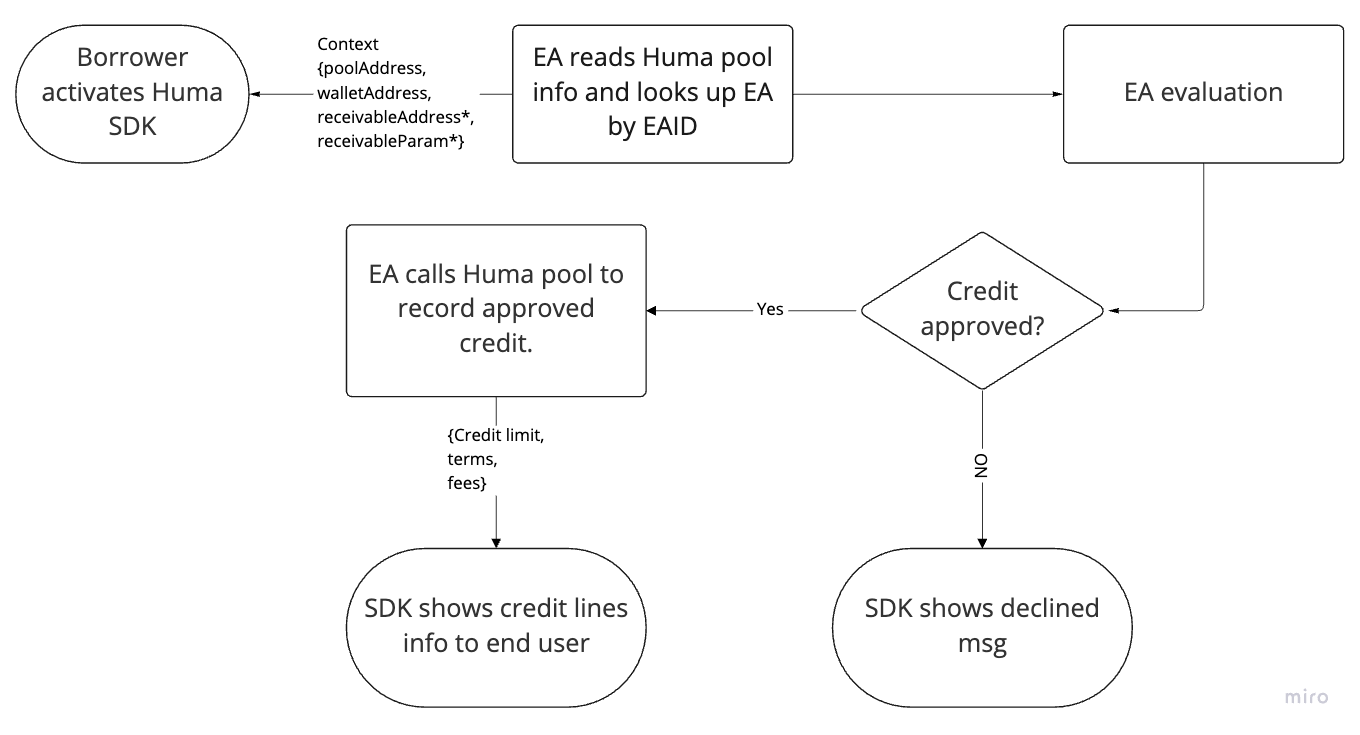 Borrower
activates Huma
SDK
Context
{poolAddress,
walletAddress,
receivableAddress*,
receivableParam*}
EA reads Huma pool
info and looks up EA
by EAID
EA evaluation
EA calls Huma pool to
record approved
credit.
Yes
Credit
approved?
{Credit limit,
terms,
fees}
NO
SDK shows credit lines
info to end user
SDK shows declined
msg
miro